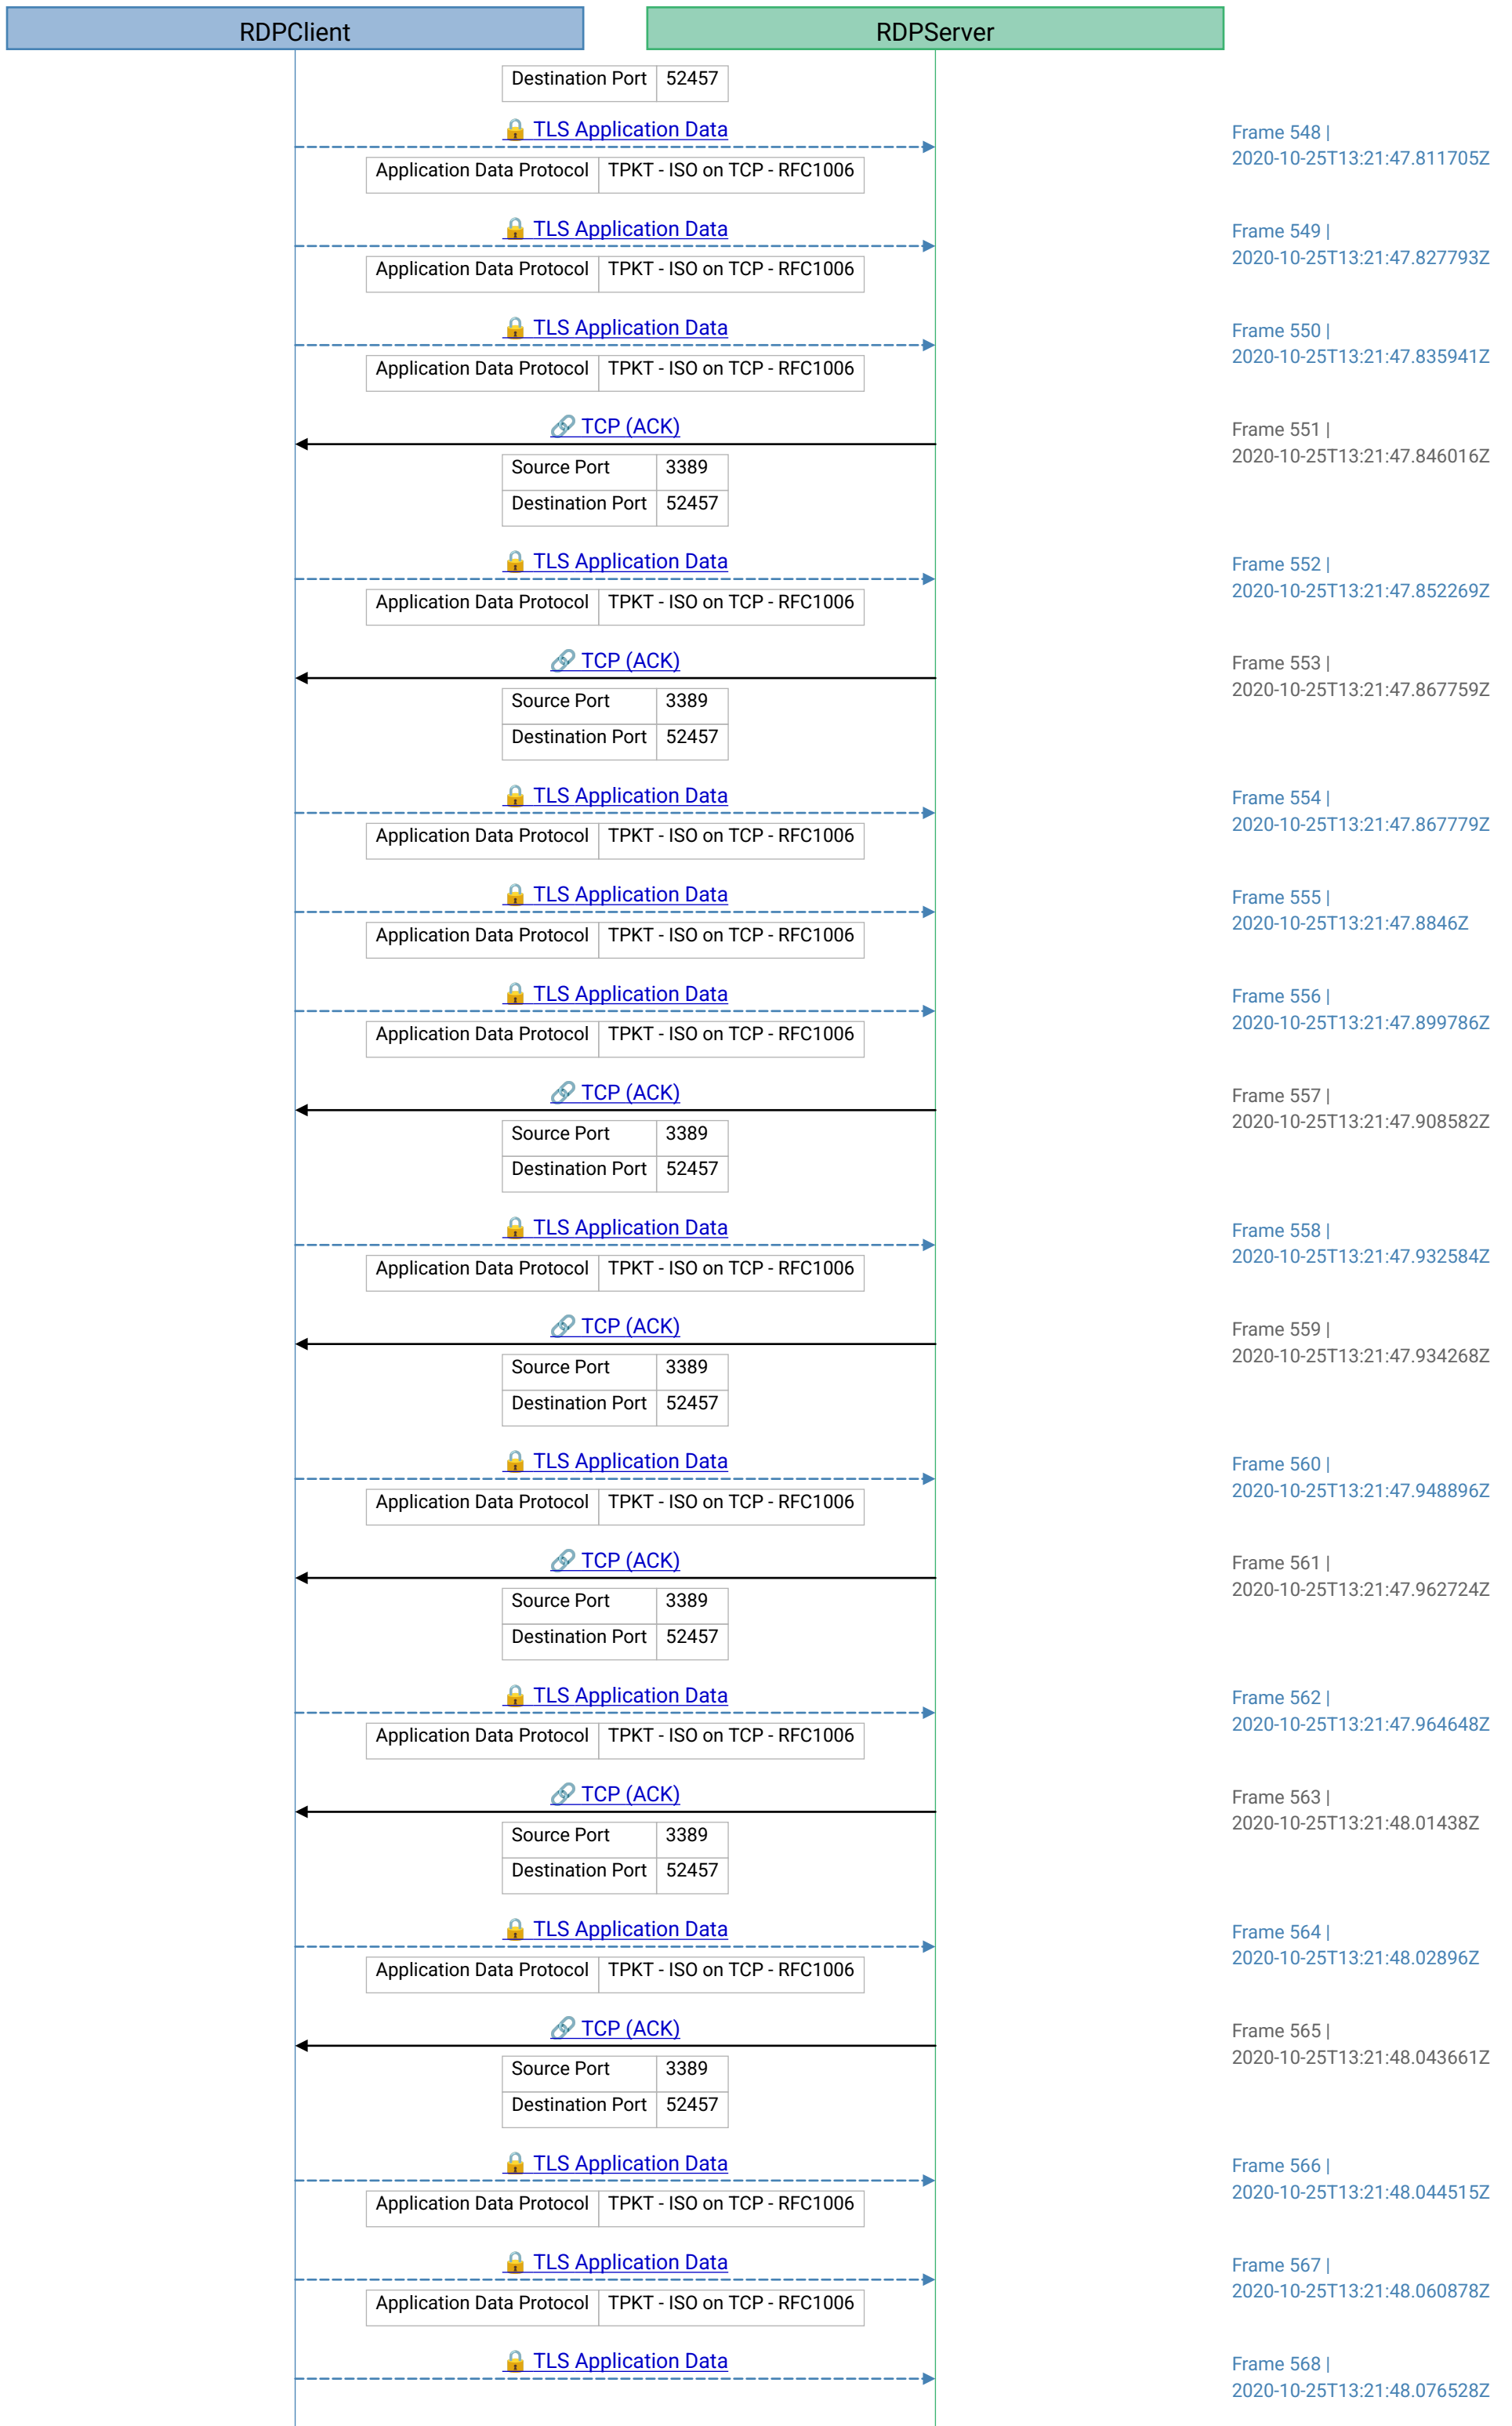 RDPClient RDPServer
Destination Port 52457
TLS Application Data
Frame 548 |
2020-10-25T13:21:47.811705Z
Application Data Protocol TPKT - ISO on TCP - RFC1006
TLS Application Data
Frame 549 |
2020-10-25T13:21:47.827793Z
Application Data Protocol TPKT - ISO on TCP - RFC1006
TLS Application Data
Frame 550 |
2020-10-25T13:21:47.835941Z
Application Data Protocol TPKT - ISO on TCP - RFC1006
TCP (ACK)
Frame 551 |
2020-10-25T13:21:47.846016Z
Source Port 3389
Destination Port 52457
TLS Application Data
Frame 552 |
2020-10-25T13:21:47.852269Z
Application Data Protocol TPKT - ISO on TCP - RFC1006
TCP (ACK)
Frame 553 |
2020-10-25T13:21:47.867759Z
Source Port 3389
Destination Port 52457
TLS Application Data
Frame 554 |
2020-10-25T13:21:47.867779Z
Application Data Protocol TPKT - ISO on TCP - RFC1006
TLS Application Data
Frame 555 |
2020-10-25T13:21:47.8846Z
Application Data Protocol TPKT - ISO on TCP - RFC1006
TLS Application Data
Frame 556 |
2020-10-25T13:21:47.899786Z
Application Data Protocol TPKT - ISO on TCP - RFC1006
TCP (ACK)
Frame 557 |
2020-10-25T13:21:47.908582Z
Source Port 3389
Destination Port 52457
TLS Application Data
Frame 558 |
2020-10-25T13:21:47.932584Z
Application Data Protocol TPKT - ISO on TCP - RFC1006
TCP (ACK)
Frame 559 |
2020-10-25T13:21:47.934268Z
Source Port 3389
Destination Port 52457
TLS Application Data
Frame 560 |
2020-10-25T13:21:47.948896Z
Application Data Protocol TPKT - ISO on TCP - RFC1006
TCP (ACK)
Frame 561 |
2020-10-25T13:21:47.962724Z
Source Port 3389
Destination Port 52457
TLS Application Data
Frame 562 |
2020-10-25T13:21:47.964648Z
Application Data Protocol TPKT - ISO on TCP - RFC1006
TCP (ACK)
Frame 563 |
2020-10-25T13:21:48.01438Z
Source Port 3389
Destination Port 52457
TLS Application Data
Frame 564 |
2020-10-25T13:21:48.02896Z
Application Data Protocol TPKT - ISO on TCP - RFC1006
TCP (ACK)
Frame 565 |
2020-10-25T13:21:48.043661Z
Source Port 3389
Destination Port 52457
TLS Application Data
Frame 566 |
2020-10-25T13:21:48.044515Z
Application Data Protocol TPKT - ISO on TCP - RFC1006
TLS Application Data
Frame 567 |
2020-10-25T13:21:48.060878Z
Application Data Protocol TPKT - ISO on TCP - RFC1006
TLS Application Data
Frame 568 |
2020-10-25T13:21:48.076528Z